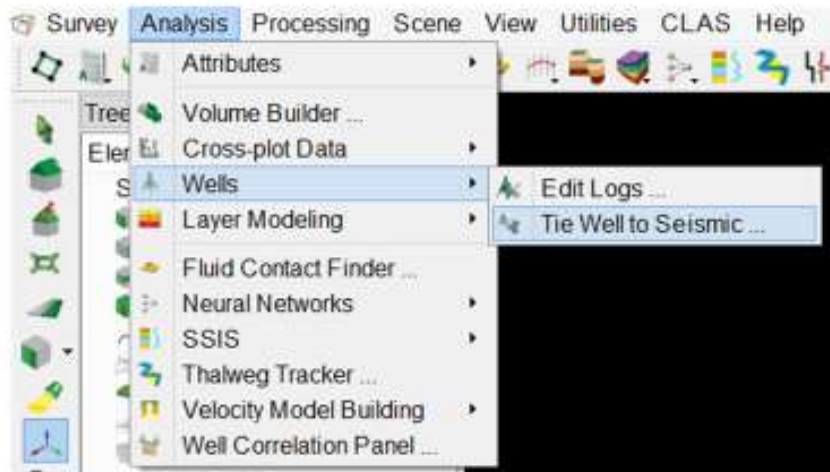 Survey Analysis Processing Scene View Utilities CLAS Help
Attributes
Tree
Volume Builder ...
Cross-plot Data
Wells
Edit Logs ...
Layer Modeling
Tie Well to Seismic ...
Fluid Contact Finder ...
Neural Networks
SSIS
Thalweg Tracker ...
Velocity Model Building
Well Correlation Panel ...